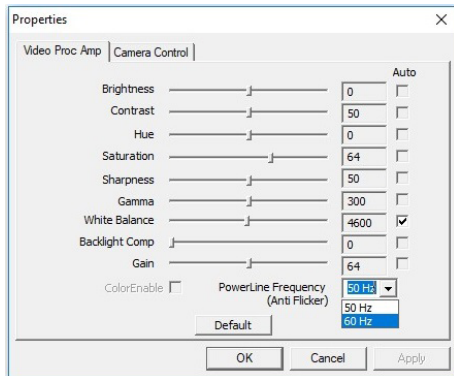 Properties
Video Proc Amp Camera Control
Auto
Brightness 0
Contrast 50
Hue 0
Saturation 64
Sharpness 50
Gamma 300
White Balance 4600
Backlight Comp 0
Gain 64
ColorEnable PowerLine Frequency 50 Hz
(Anti Flicker)
50 Hz
60 Hz
Default
OK Cancel Apply